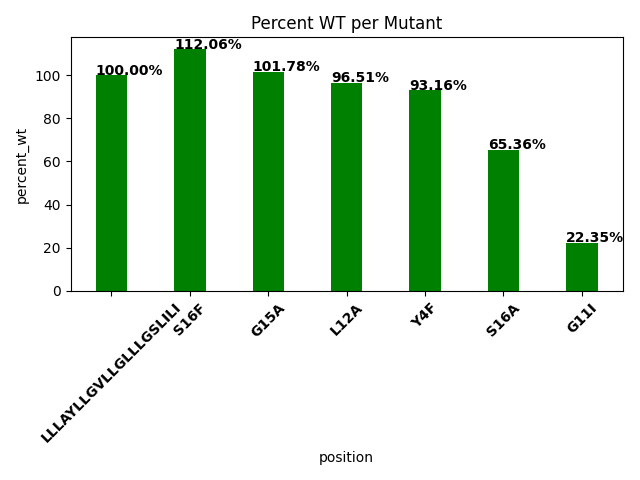 Percent WT per Mutant
percent_wt
100
80
60
40
20
0
100.00%
112.06%
101.78%
96.51%
93.16%
65.36%
22.35%
LLLAYLLGVLLGLLLGSLILI
S16F
G15A
L12A
Y4F
S16A
G11I
position